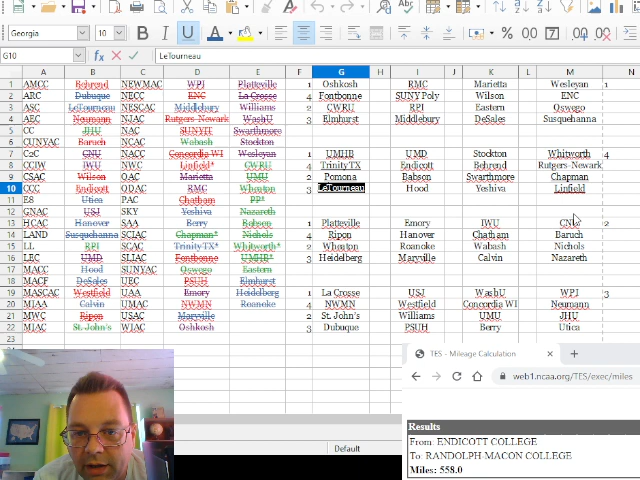 Georgia 10 B I U A
G10 fx LeTourneau
A B C D E F G H I J K L M N
1 AMCC Behrend NEWMAC WPI Platteville 1 Oshkosh RMC Marietta Wesleyan 1
2 ARC Dubuque NECC ENC La Crosse 4 Fontbonne SUNY Poly Wilson ENC
3 ASC LeTourneau NESCAC Middlebury Williams 2 CWRU RPI Eastern Oswego
4 AEC Neumann NJAC Rutgers-Newark WashU 3 Elmhurst Middlebury DeSales Susquehanna
5 CC JHU NAC SUNYIT Swarthmore
6 CUNYAC Baruch NCAC Wabash Stockton
7 C2C CNU NACC Concordia WI Wesleyan 1 UMHB UMD Stockton Whitworth 4
8 CCIW IWU NWC Linfield* CWRU 4 Trinity TX Endicott Behrend Rutgers-Newark
9 CSAC Wilson OAC Marietta UMU 2 Pomona Babson Swarthmore Chapman
10 CCC Endicott ODAC RMC Wheaton 3 LeTourneau Hood Yeshiva Linfield
11 E8 Utica PAC Chatham PP*
12 GNAC USJ SKY Yeshiva Nazareth
13 HCAC Hanover SAA Berry Babson 1 Platteville Emory IWU CNU 2
14 LAND Susquehanna SCIAC Chapman* Nichols 4 Ripon Hanover Chatham Baruch
15 LL RPI SCAC Trinity TX* Whitworth* 2 Wheaton Roanoke Wabash Nichols
16 LEC UMD SLIAC Fontbonne UMHB* 3 Heidelberg Maryville Calvin Nazareth
17 MACC Hood SUNYAC Oswego Eastern
18 MACF DeSales UEC PSUH Elmhurst
19 MASCAC Westfield UAA Emory Heidelberg 1 La Crosse USJ WashU WPI 3
20 MIAA Calvin UMAC NWMN Roanoke 4 NWMN Westfield Concordia WI Neumann
21 MWC Ripon USAC Maryville 2 St. John's Williams UMU JHU
22 MIAC St. John's WIAC Oshkosh 3 Dubuque PSUH Berry Utica
23
Default
TES - Mileage Calculation
web1.ncaa.org/TES/exec/miles
Results
From: ENDICOTT COLLEGE
To: RANDOLPH-MACON COLLEGE
Miles: 558.0